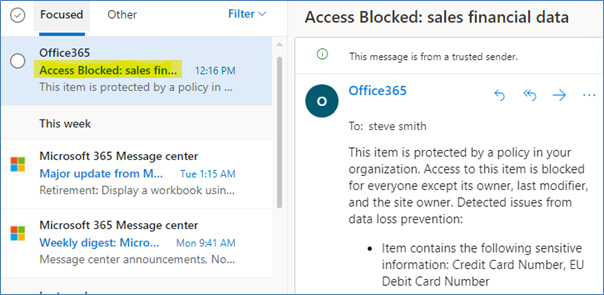 Focused
Other
Filter
Office365
Access Blocked: sales fin...
12:16 PM
This item is protected by a policy in ...
This week
Microsoft 365 Message center
Major update from M...
Tue 1:15 AM
Retirement: Display a workbook usin...
Microsoft 365 Message center
Weekly digest: Micro...
Mon 9:41 AM
Message center announcements, No...
Access Blocked: sales financial data
This message is from a trusted sender.
O
Office365
To: steve smith
This item is protected by a policy in your
organization. Access to this item is blocked
for everyone except its owner, last modifier,
and the site owner. Detected issues from
data loss prevention:
• Item contains the following sensitive
information: Credit Card Number, EU
Debit Card Number